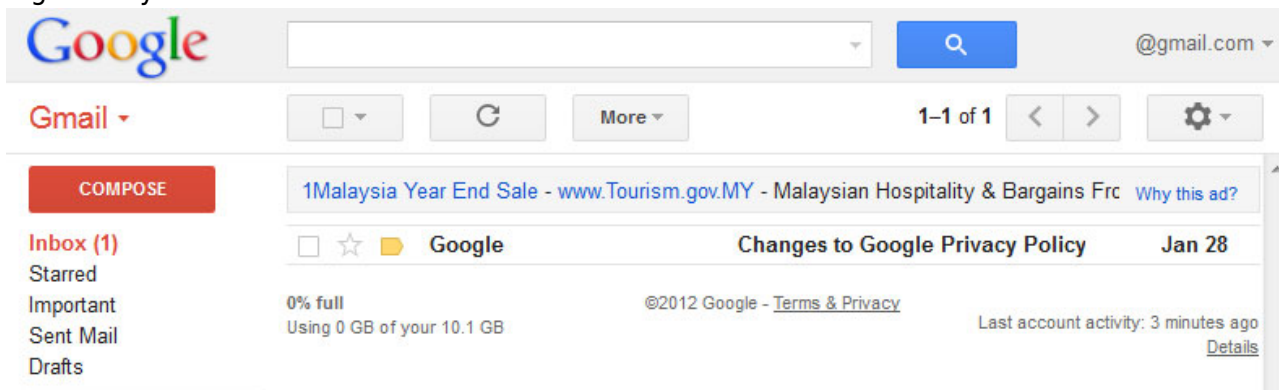 Google
@gmail.com
Gmail
More
1–1 of 1
COMPOSE
1Malaysia Year End Sale - www.Tourism.gov.MY - Malaysian Hospitality & Bargains Frc Why this ad?
Inbox (1)
Google Changes to Google Privacy Policy Jan 28
Starred
Important
Sent Mail
Drafts
0% full
Using 0 GB of your 10.1 GB
©2012 Google - Terms & Privacy
Last account activity: 3 minutes ago
Details